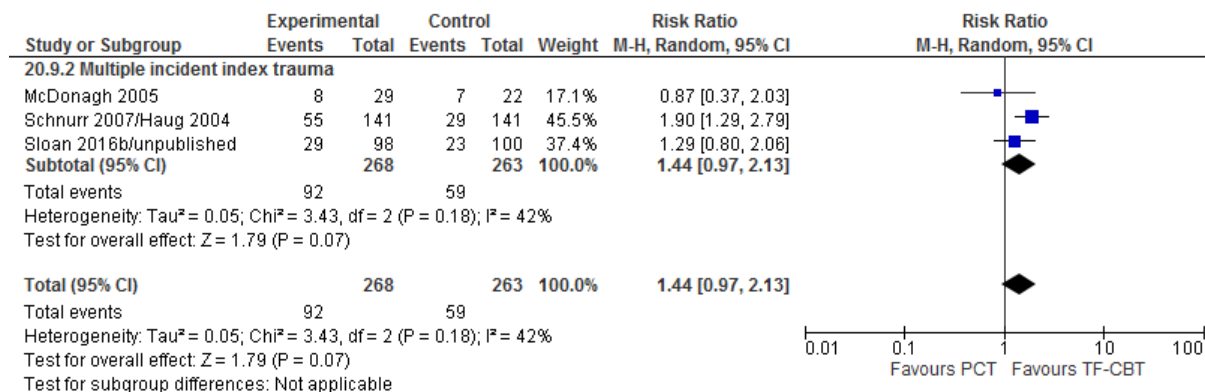 Experimental Control Risk Ratio Risk Ratio
Study or Subgroup Events Total Events Total Weight M-H, Random, 95% CI M-H, Random, 95% CI
20.9.2 Multiple incident index trauma
McDonagh 2005 8 29 7 22 17.1% 0.87 [0.37, 2.03]
Schnurr 2007/Haug 2004 55 141 29 141 45.5% 1.90 [1.29, 2.79]
Sloan 2016b/unpublished 29 98 23 100 37.4% 1.29 [0.80, 2.06]
Subtotal (95% CI) 268 263 100.0% 1.44 [0.97, 2.13]
Total events 92 59
Heterogeneity: Tau² = 0.05; Chi² = 3.43, df = 2 (P = 0.18); I² = 42%
Test for overall effect: Z = 1.79 (P = 0.07)
Total (95% CI) 268 263 100.0% 1.44 [0.97, 2.13]
Total events 92 59
Heterogeneity: Tau² = 0.05; Chi² = 3.43, df = 2 (P = 0.18); I² = 42%
Test for overall effect: Z = 1.79 (P = 0.07)
Test for subgroup differences: Not applicable
0.01 0.1 1 10 100
Favours PCT Favours TF-CBT